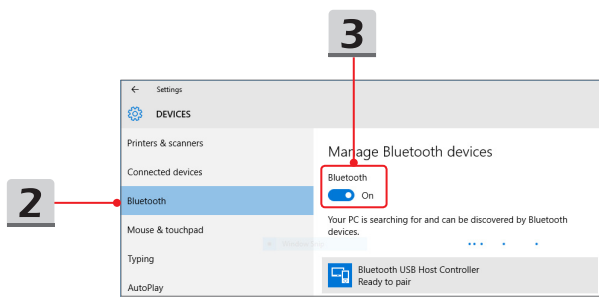 3
← Settings
DEVICES
Printers & scanners
Connected devices
2
Bluetooth
Mouse & touchpad
Typing
AutoPlay
Manage Bluetooth devices
Bluetooth
On
Your PC is searching for and can be discovered by Bluetooth
devices.
Bluetooth USB Host Controller
Ready to pair